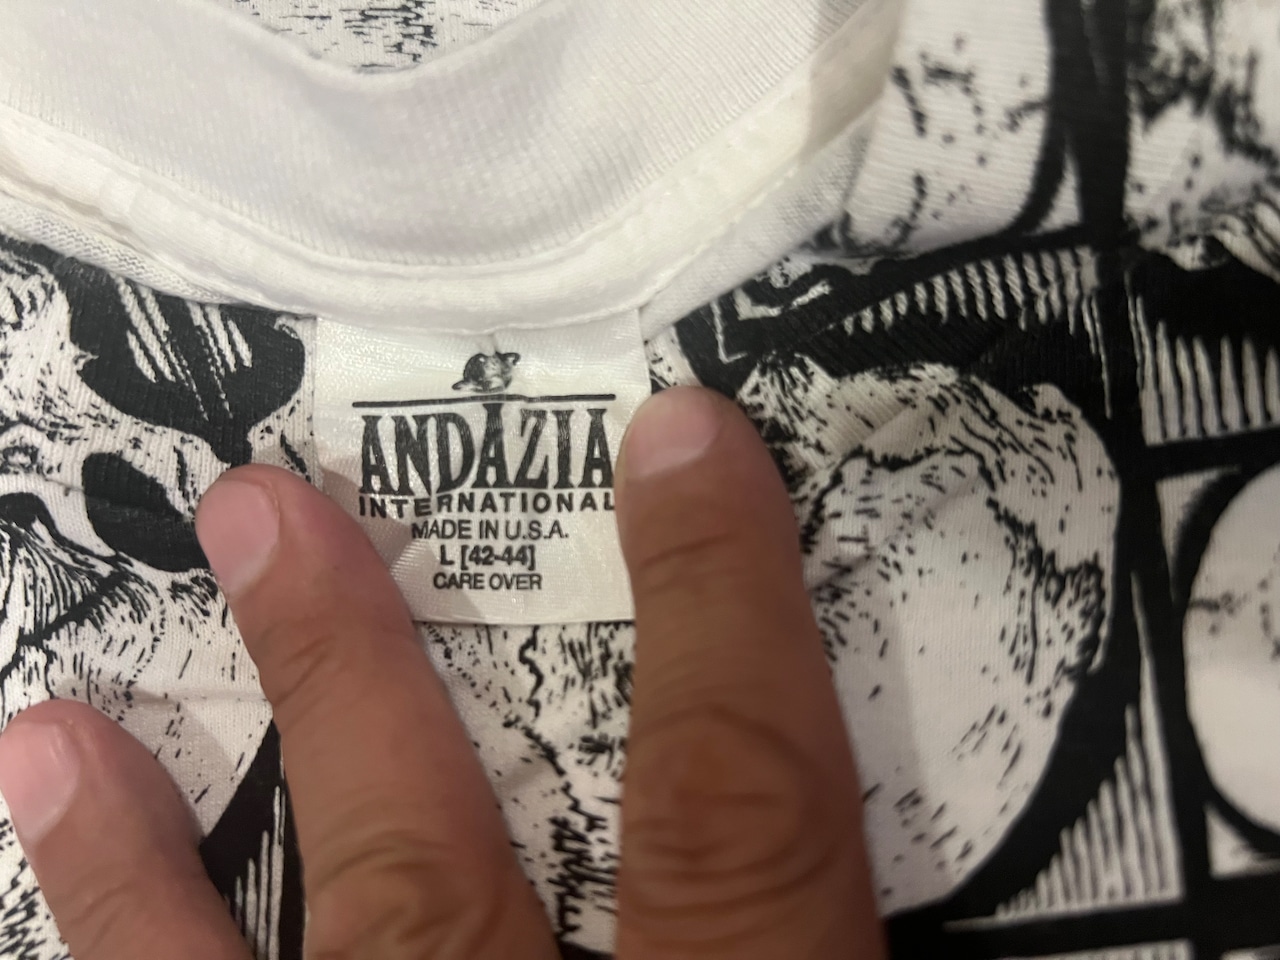 ANDAZIA
INTERNATIONAL
MADE IN U.S.A.
L [42-44]
CARE OVER